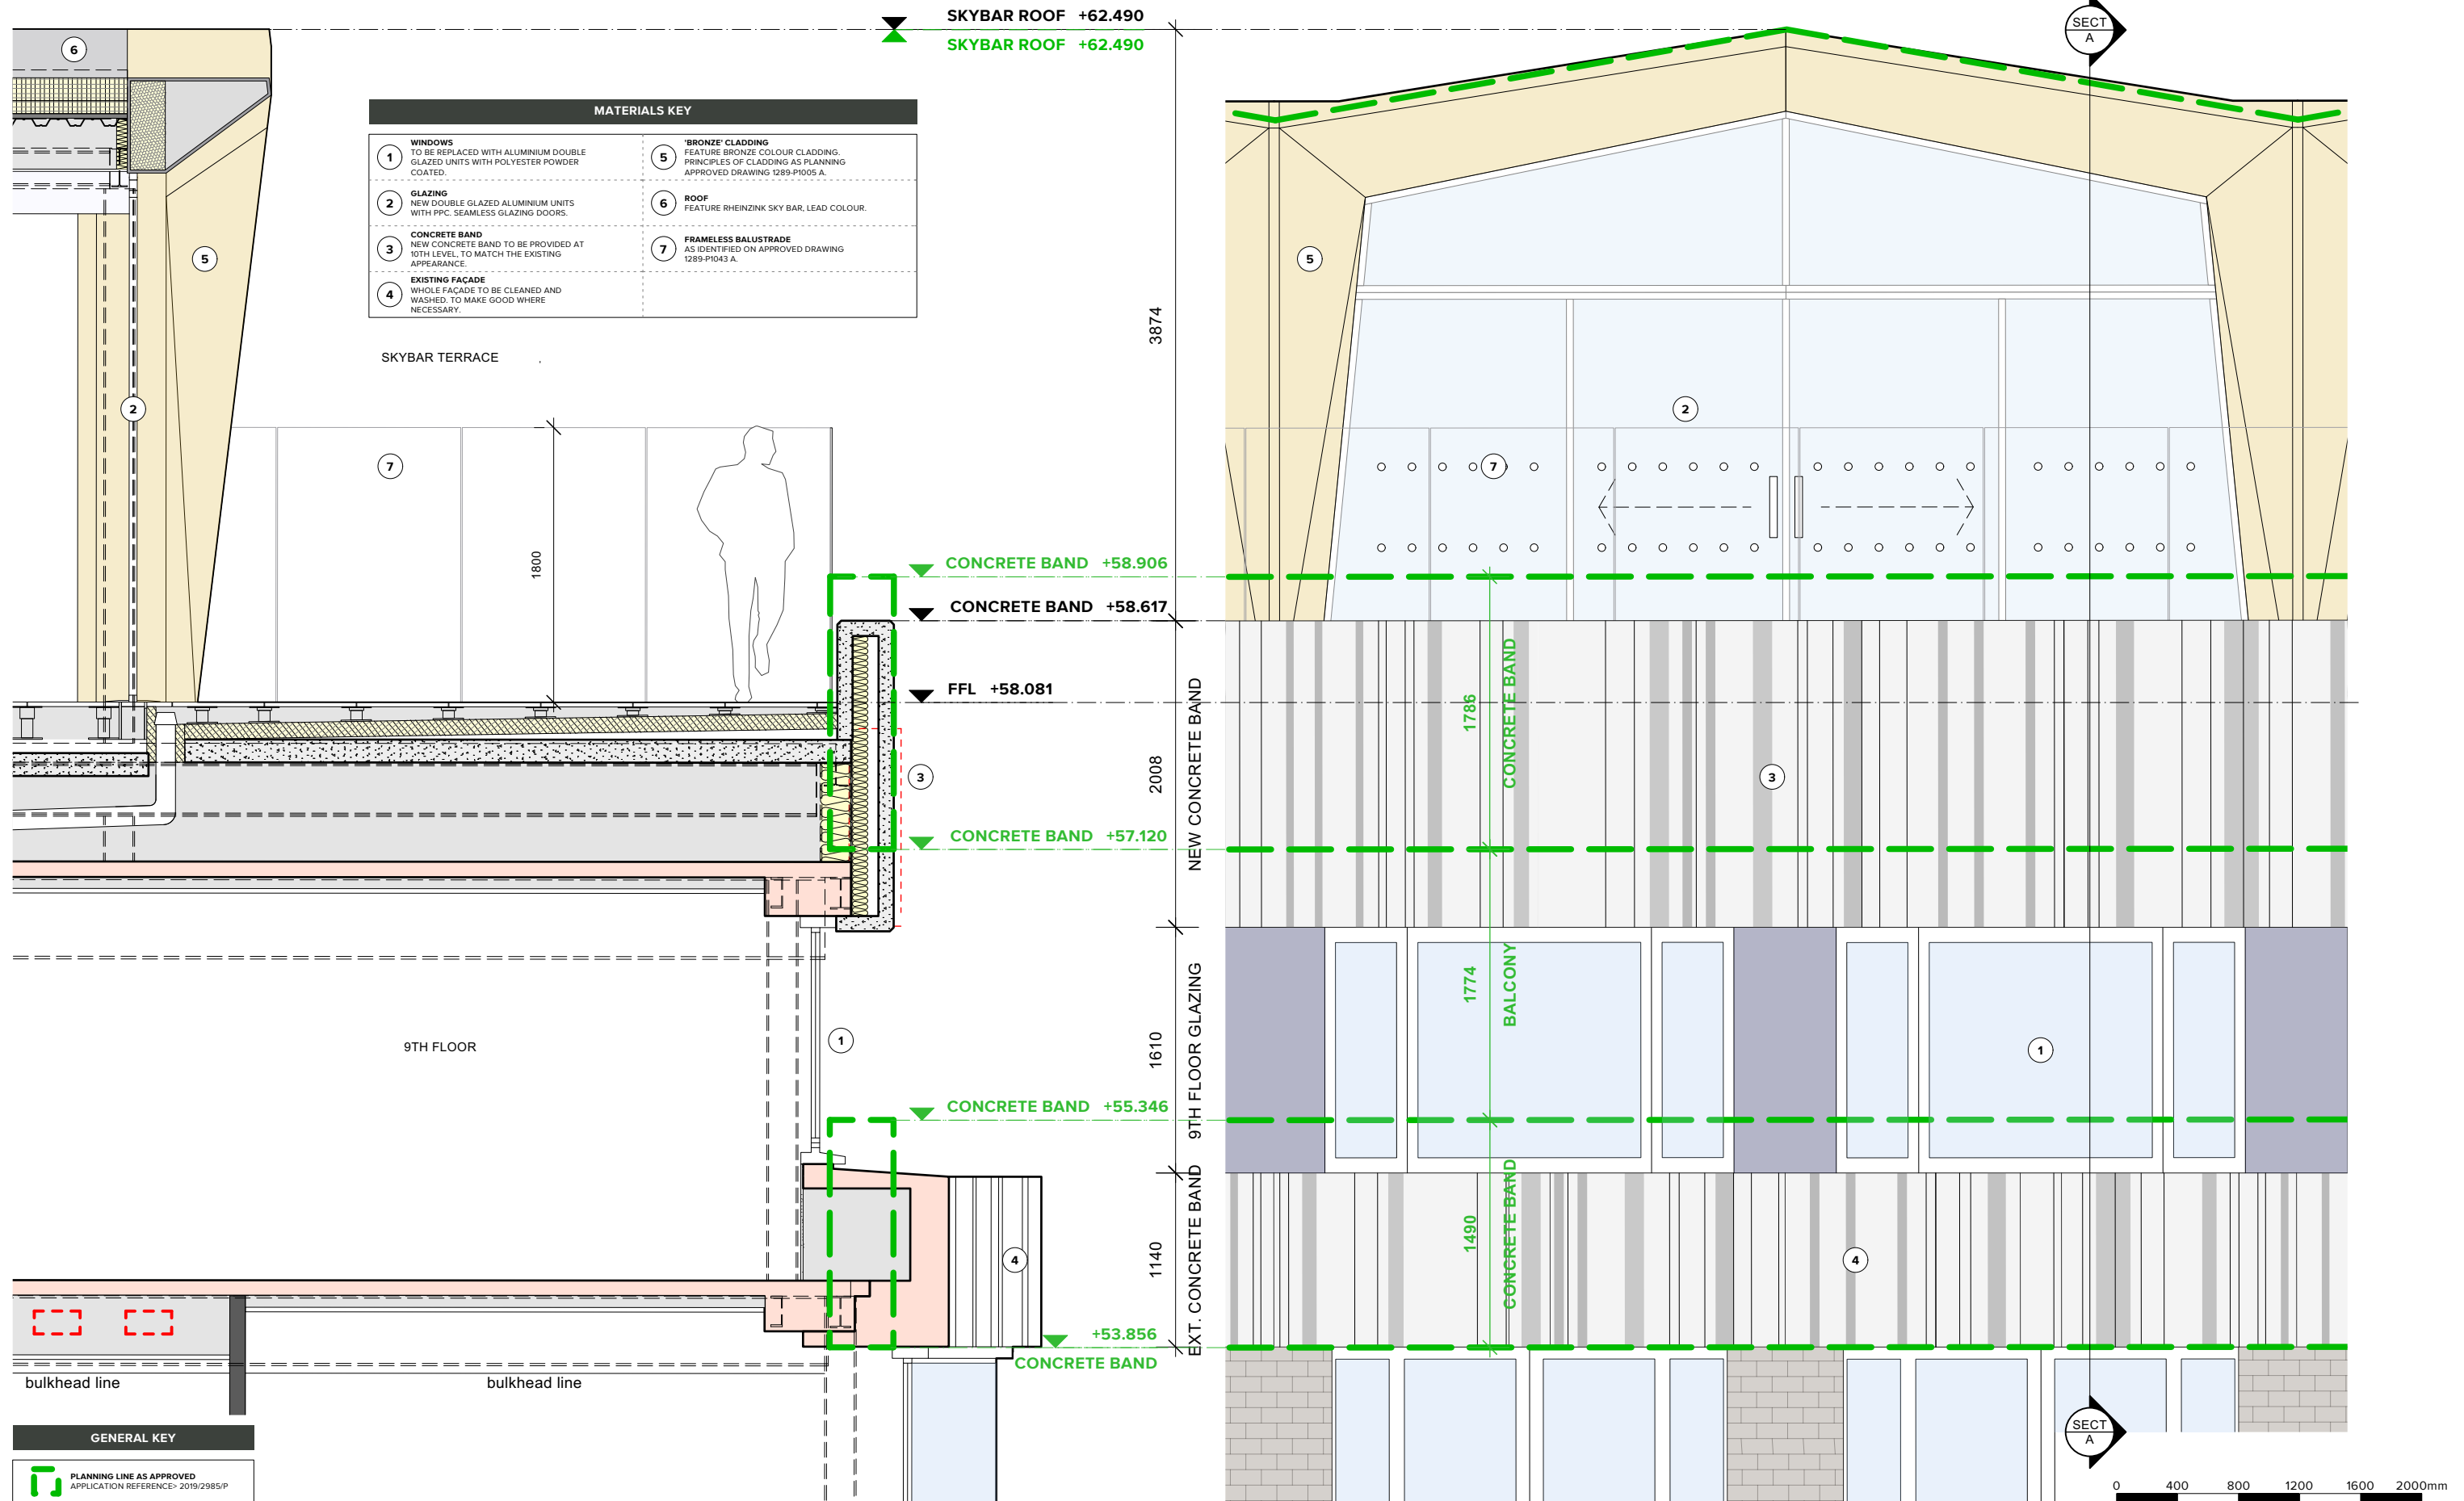 SKYBAR ROOF +62.490
SKYBAR ROOF +62.490
SECT
A
6
MATERIALS KEY
1
WINDOWS
TO BE REPLACED WITH ALUMINIUM DOUBLE
GLAZED UNITS WITH POLYESTER POWDER
COATED.
2
GLAZING
NEW DOUBLE GLAZED ALUMINIUM UNITS
WITH PPC. SEAMLESS GLAZING DOORS.
3
CONCRETE BAND
NEW CONCRETE BAND TO BE PROVIDED AT
10TH LEVEL, TO MATCH THE EXISTING
APPEARANCE.
4
EXISTING FAÇADE
WHOLE FAÇADE TO BE CLEANED AND
WASHED. TO MAKE GOOD WHERE
NECESSARY.
5
'BRONZE' CLADDING
FEATURE BRONZE COLOUR CLADDING.
PRINCIPLES OF CLADDING AS PLANNING
APPROVED DRAWING 1289-P1005 A.
6
ROOF
FEATURE RHEINZINK SKY BAR, LEAD COLOUR.
7
FRAMELESS BALUSTRADE
AS IDENTIFIED ON APPROVED DRAWING
1289-P1043 A.
5
5
3874
SKYBAR TERRACE
2
2
7
7
1800
CONCRETE BAND +58.906
CONCRETE BAND +58.617
FFL +58.081
3
3
2008
NEW CONCRETE BAND
1786
CONCRETE BAND
CONCRETE BAND +57.120
1774
BALCONY
9TH FLOOR
1
1
1610
9TH FLOOR GLAZING
CONCRETE BAND +55.346
4
4
1140
EXT. CONCRETE BAND
1490
CONCRETE BAND
+53.856
CONCRETE BAND
bulkhead line
bulkhead line
SECT
A
GENERAL KEY
PLANNING LINE AS APPROVED
APPLICATION REFERENCE> 2019/2985/P
0 400 800 1200 1600 2000mm